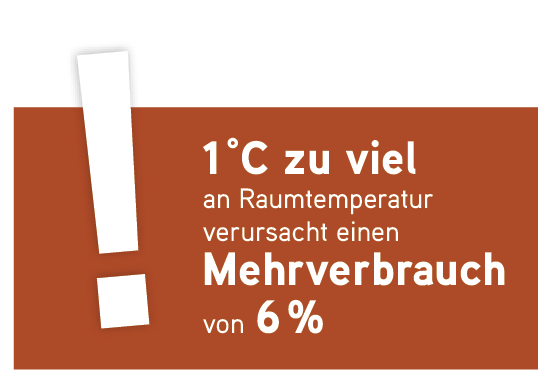 1°C zu viel
an Raumtemperatur
verursacht einen
Mehrverbrauch
von 6 %